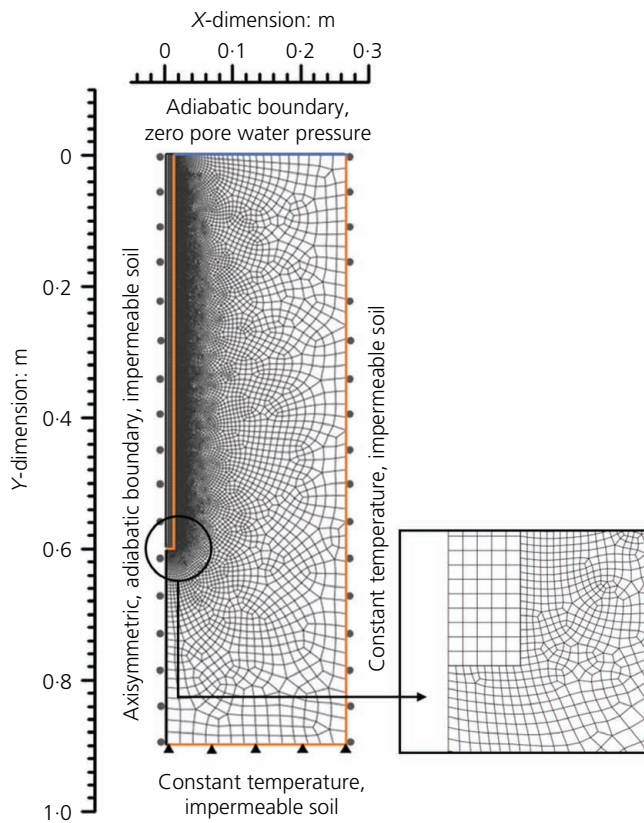 X-dimension: m
0 0·1 0·2 0·3
Adiabatic boundary,
zero pore water pressure
0
0·2
0·4
0·6
0·8
1·0
Y-dimension: m
Axisymmetric, adiabatic boundary, impermeable soil
Constant temperature, impermeable soil
Constant temperature,
impermeable soil